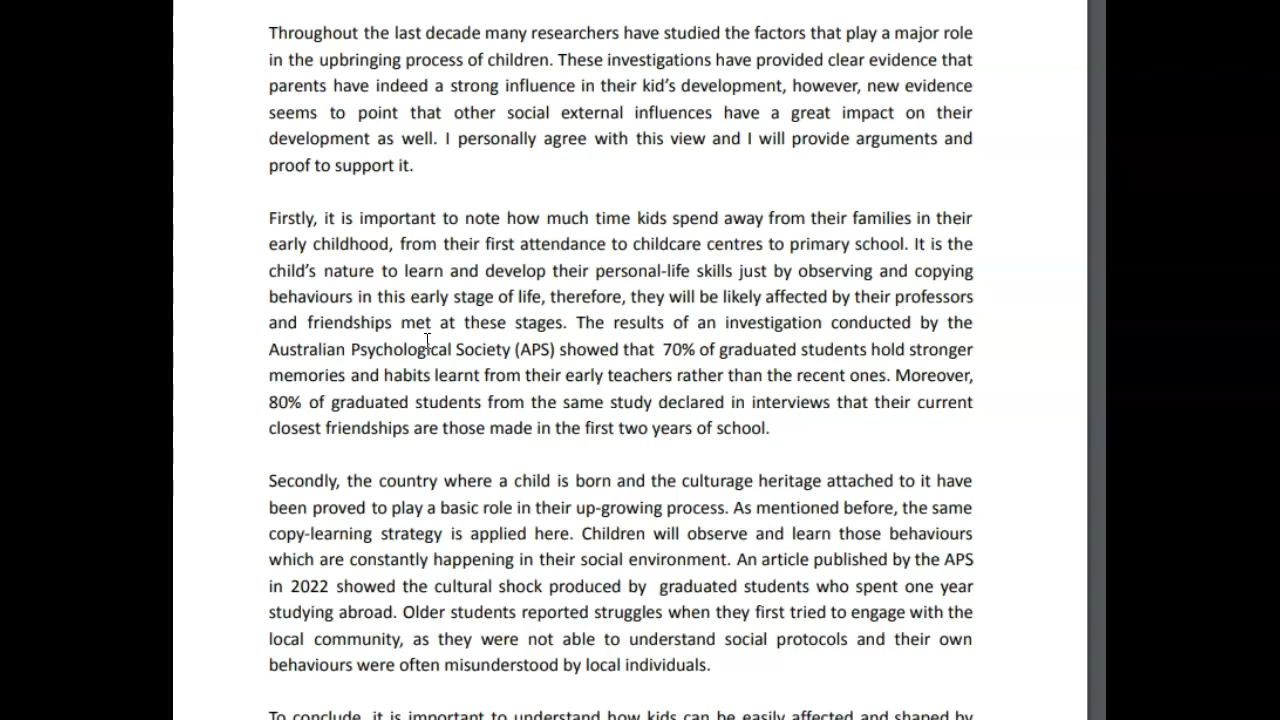 Throughout the last decade many researchers have studied the factors that play a major role
in the upbringing process of children. These investigations have provided clear evidence that
parents have indeed a strong influence in their kid's development, however, new evidence
seems to point that other social external influences have a great impact on their
development as well. I personally agree with this view and I will provide arguments and
proof to support it.
Firstly, it is important to note how much time kids spend away from their families in their
early childhood, from their first attendance to childcare centres to primary school. It is the
child's nature to learn and develop their personal-life skills just by observing and copying
behaviours in this early stage of life, therefore, they will be likely affected by their professors
and friendships met at these stages. The results of an investigation conducted by the
Australian Psychological Society (APS) showed that 70% of graduated students hold stronger
memories and habits learnt from their early teachers rather than the recent ones. Moreover,
80% of graduated students from the same study declared in interviews that their current
closest friendships are those made in the first two years of school.
Secondly, the country where a child is born and the culturage heritage attached to it have
been proved to play a basic role in their up-growing process. As mentioned before, the same
copy-learning strategy is applied here. Children will observe and learn those behaviours
which are constantly happening in their social environment. An article published by the APS
in 2022 showed the cultural shock produced by graduated students who spent one year
studying abroad. Older students reported struggles when they first tried to engage with the
local community, as they were not able to understand social protocols and their own
behaviours were often misunderstood by local individuals.
To conclude, it is important to understand how kids can be easily affected and shaped by